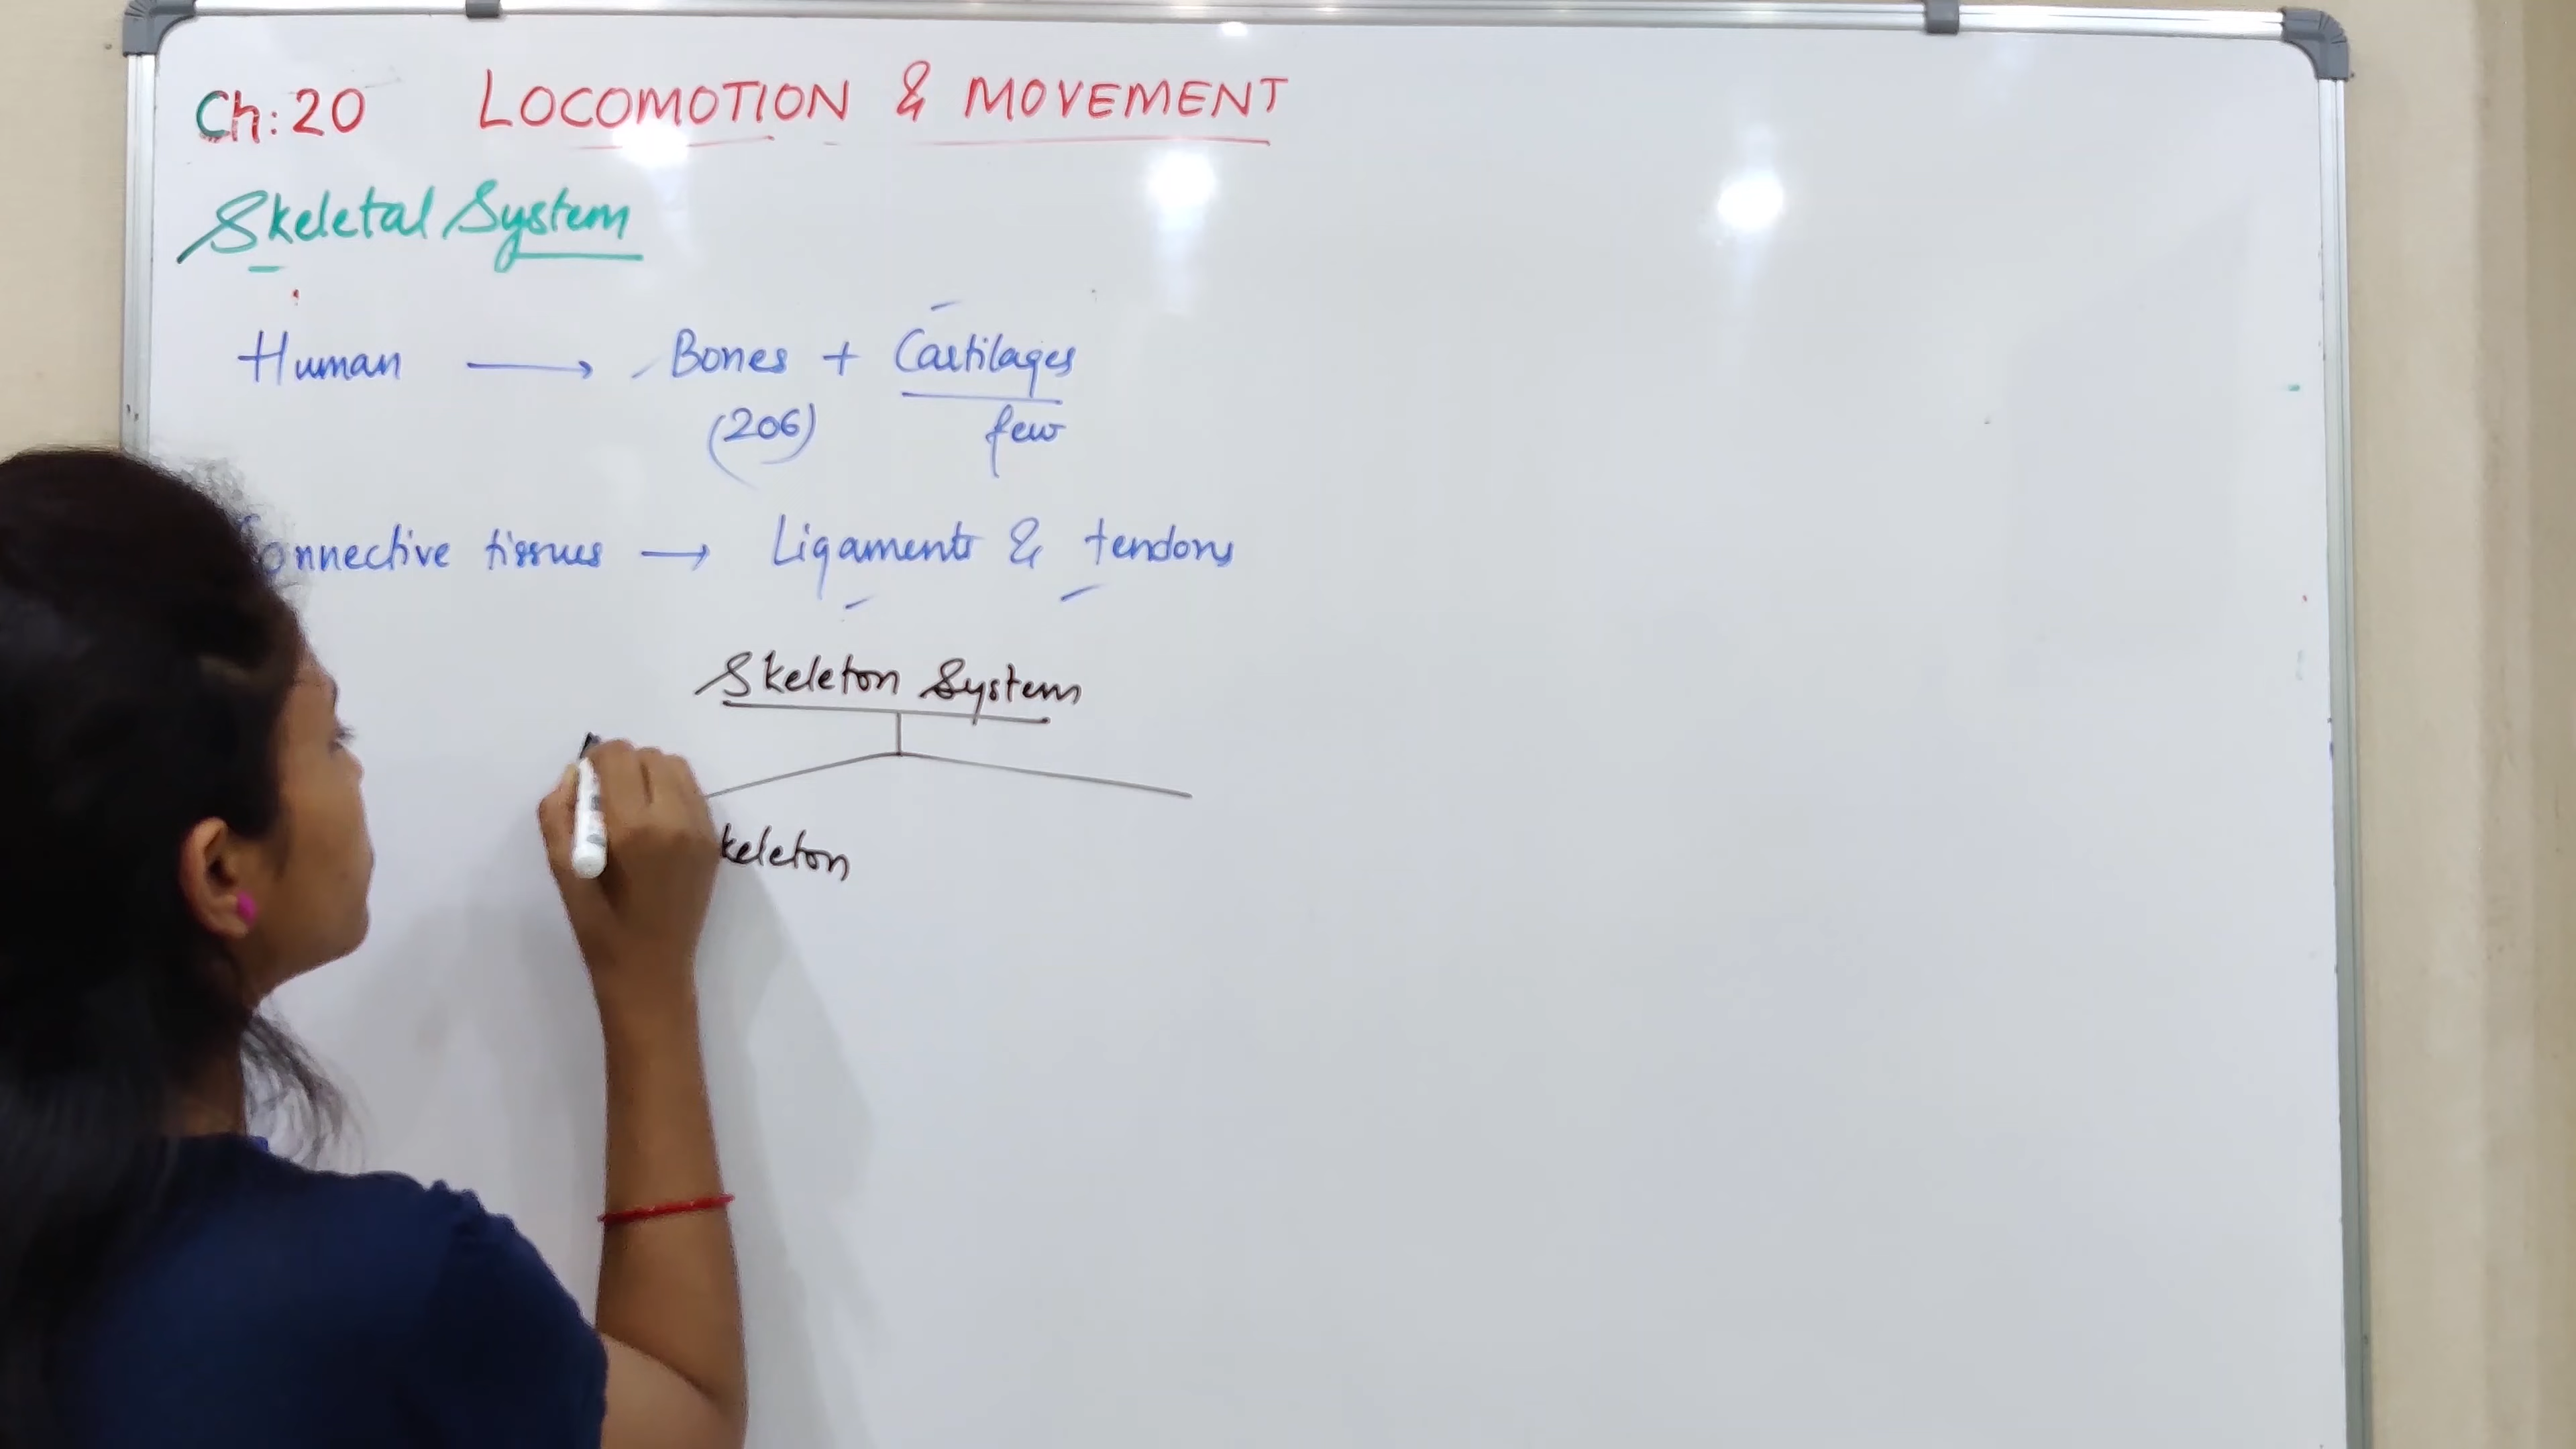 Ch: 20 LOCOMOTION & MOVEMENT
Skeletal System
Human → Bones + Cartilages
(206) few
Connective tissues → Ligaments & tendons
Skeleton System
keleton